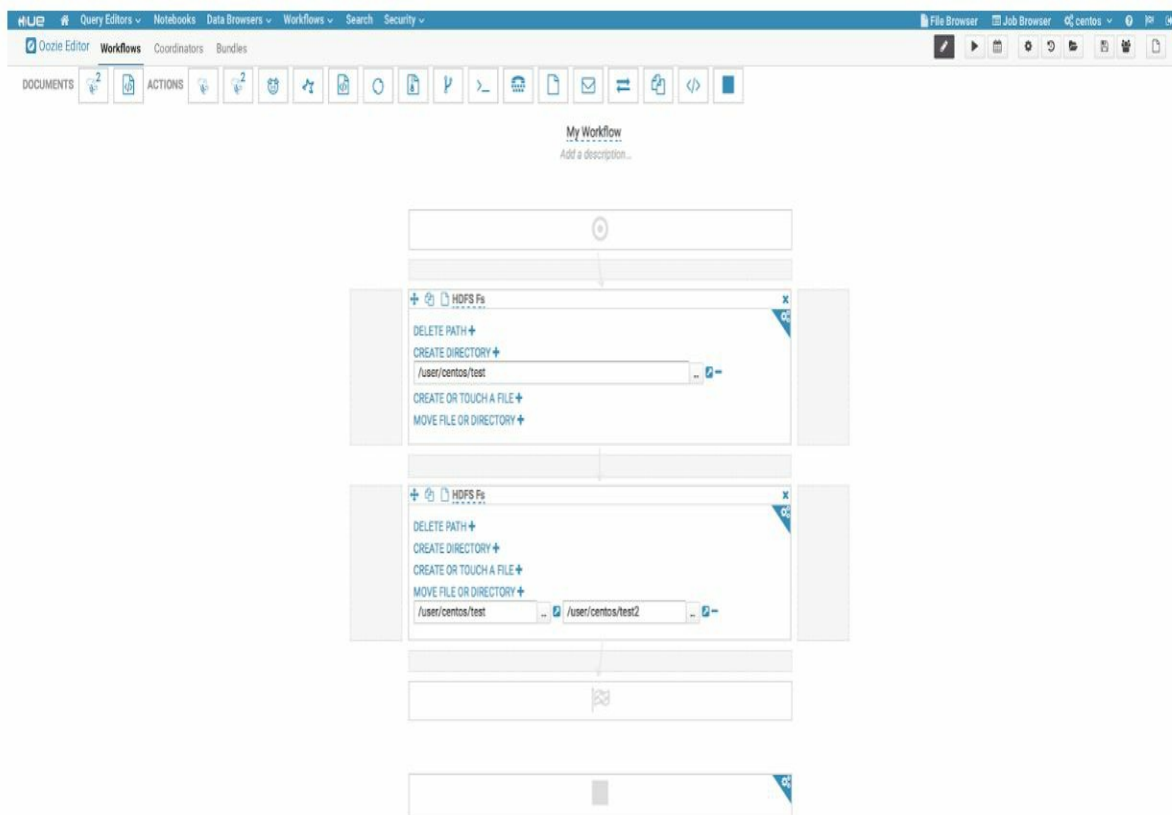 HUE Query Editors Notebooks Data Browsers Workflows Search Security File Browser Job Browser centos
Oozie Editor Workflows Coordinators Bundles
DOCUMENTS 2 ACTIONS 2
My Workflow
Add a description...
HDFS Fs x
DELETE PATH +
CREATE DIRECTORY +
/user/centos/test ..
CREATE OR TOUCH A FILE +
MOVE FILE OR DIRECTORY +
HDFS Fs x
DELETE PATH +
CREATE DIRECTORY +
CREATE OR TOUCH A FILE +
MOVE FILE OR DIRECTORY +
/user/centos/test .. /user/centos/test2 ..